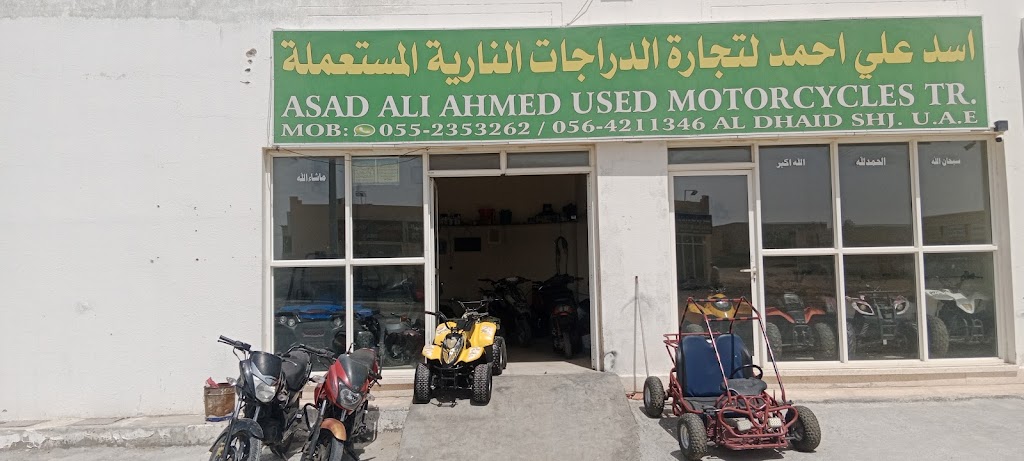 اسد علي احمد لتجارة الدراجات النارية المستعملة
ASAD ALI AHMED USED MOTORCYCLES TR.
MOB: 055-2353262 / 056-4211346 AL DHAID SHJ. U.A.E
ماشاء الله
الله اكبر
الحمدلله
سبحان الله